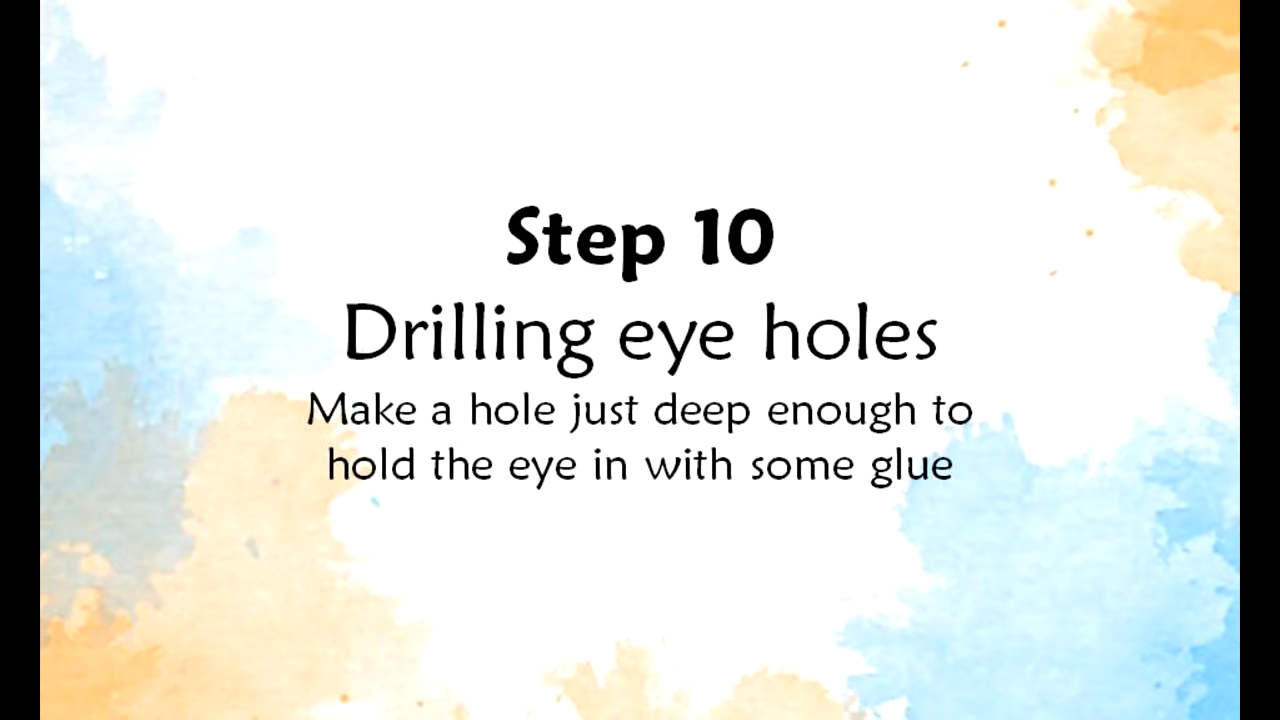 Step 10
Drilling eye holes
Make a hole just deep enough to
hold the eye in with some glue